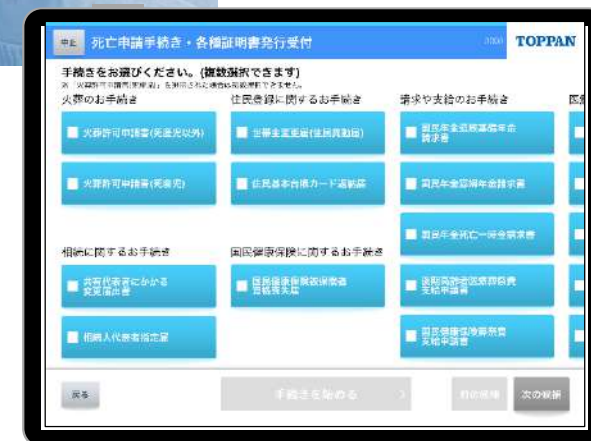 中止 死亡申請手続き・各種証明書発行受付 TOPPAN
手続きをお選びください。(複数選択できます)
火葬のお手続き 住民登録に関するお手続き 請求や支給のお手続き
火葬許可申請書(死産児以外) 世帯主変更届(住民異動届) 国民年金遺族基礎年金
請求書
火葬許可申請書(死産児) 住民基本台帳カード返納届 国民年金寡婦年金請求書
国民年金死亡一時金請求書
相続に関するお手続き 国民健康保険に関するお手続き
共有代表者にかかる
変更届出書
国民健康保険被保険者
資格喪失届
後期高齢者医療葬祭費
支給申請書
相続人代表者指定届
国民健康保険葬祭費
支給申請書
戻る 手続きを始める 前の候補 次の候補